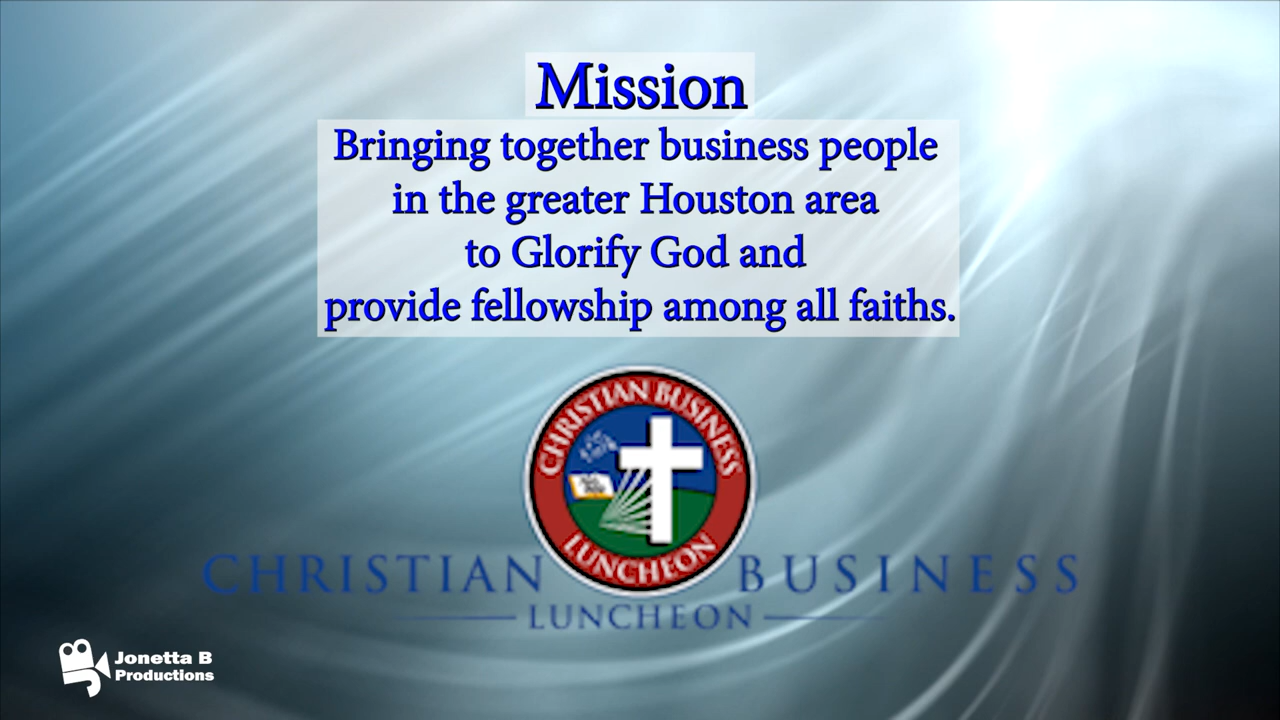 Mission
Bringing together business people
in the greater Houston area
to Glorify God and
provide fellowship among all faiths.
CHRISTIAN BUSINESS
LUNCHEON
CHRISTIAN BUSINESS
LUNCHEON
Jonetta B
Productions